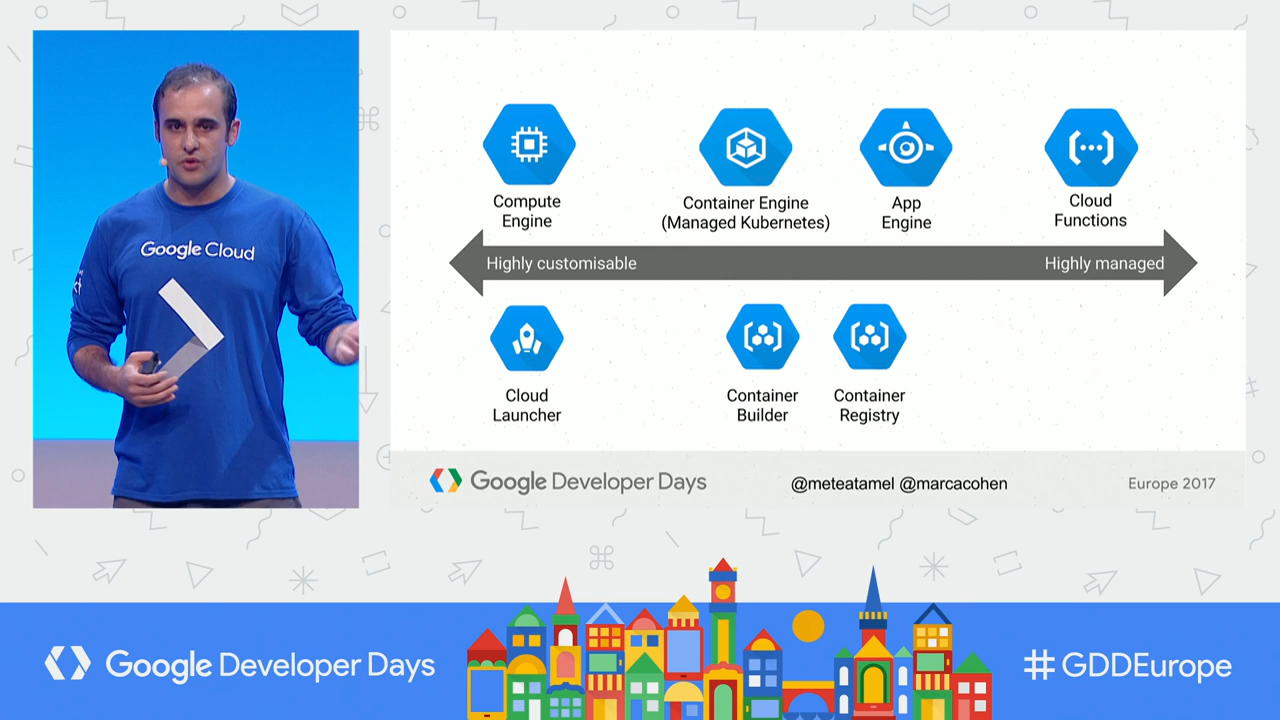 Google Cloud
Compute
Engine
Container Engine
(Managed Kubernetes)
App
Engine
Cloud
Functions
Highly customisable
Highly managed
Cloud
Launcher
Container
Builder
Container
Registry
Google Developer Days
@meteatamel @marcacohen
Europe 2017
Google Developer Days
#GDDEurope